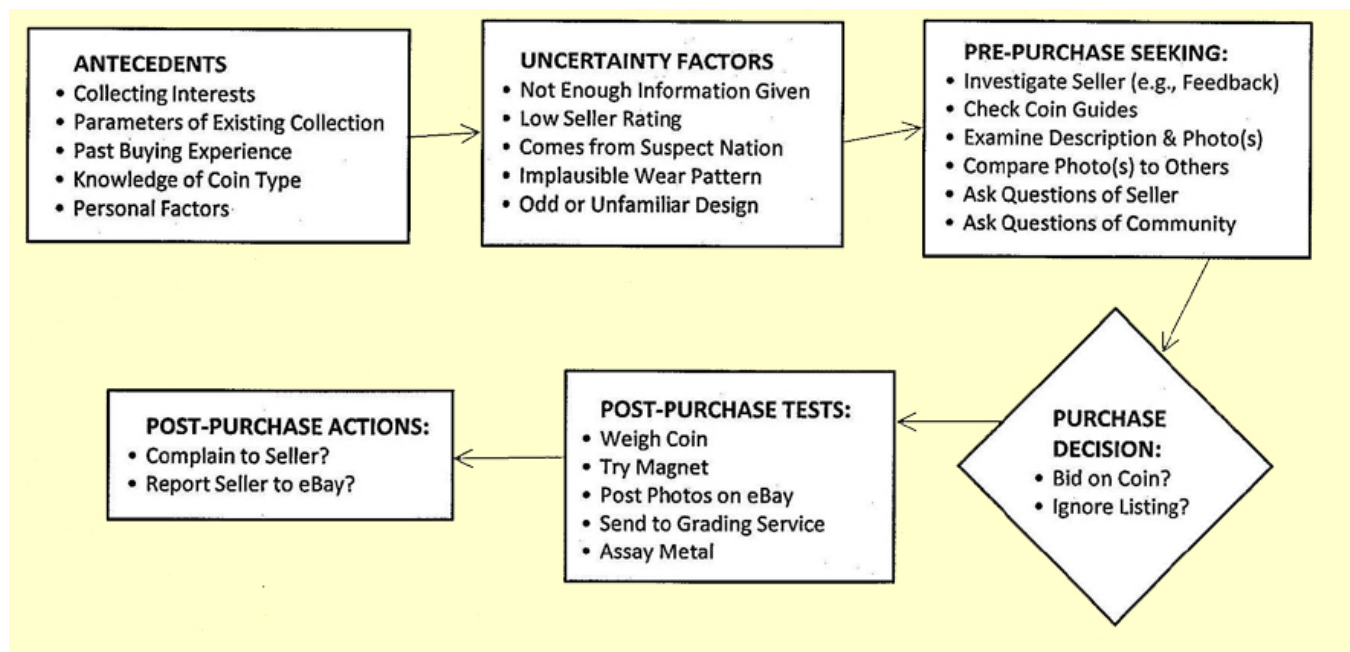 ANTECEDENTS
• Collecting Interests
• Parameters of Existing Collection
• Past Buying Experience
• Knowledge of Coin Type
• Personal Factors
UNCERTAINTY FACTORS
• Not Enough Information Given
• Low Seller Rating
• Comes from Suspect Nation
• Implausible Wear Pattern
• Odd or Unfamiliar Design
PRE-PURCHASE SEEKING:
• Investigate Seller (e.g., Feedback)
• Check Coin Guides
• Examine Description & Photo(s)
• Compare Photo(s) to Others
• Ask Questions of Seller
• Ask Questions of Community
PURCHASE
DECISION:
• Bid on Coin?
• Ignore Listing?
POST-PURCHASE TESTS:
• Weigh Coin
• Try Magnet
• Post Photos on eBay
• Send to Grading Service
• Assay Metal
POST-PURCHASE ACTIONS:
• Complain to Seller?
• Report Seller to eBay?